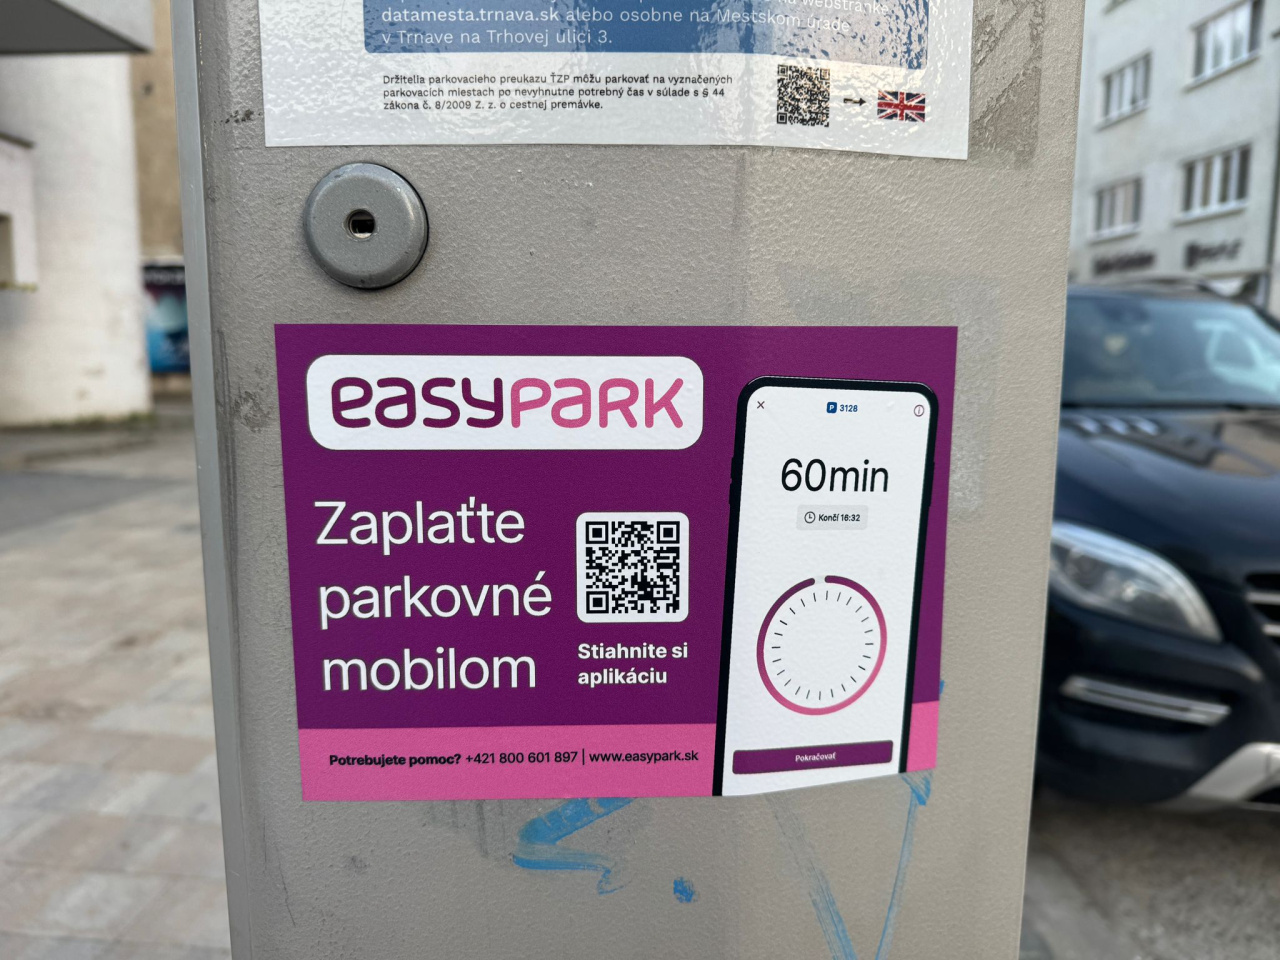 webstránke
datamesta.trnava.sk alebo osobne na Mestskom úrade
v Trnave na Trhovej ulici 3.
Držitelia parkovacieho preukazu ŤZP môžu parkovať na vyznačených
parkovacích miestach po nevyhnutne potrebný čas v súlade s § 44
zákona č. 8/2009 Z. z. o cestnej premávke.
easypark
Zaplaťte
parkovné
mobilom
Stiahnite si
aplikáciu
Potrebujete pomoc? +421 800 601 897 | www.easypark.sk
P 3128
60min
Končí 16:32
Pokračovať